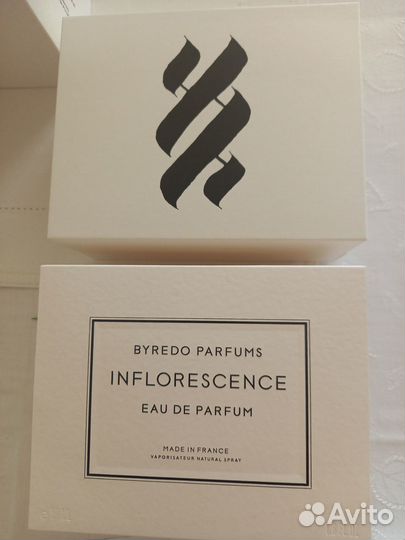 BYREDO PARFUMS
INFLORESCENCE
EAU DE PARFUM
MADE IN FRANCE
VAPORISATEUR NATURAL SPRAY
Avito